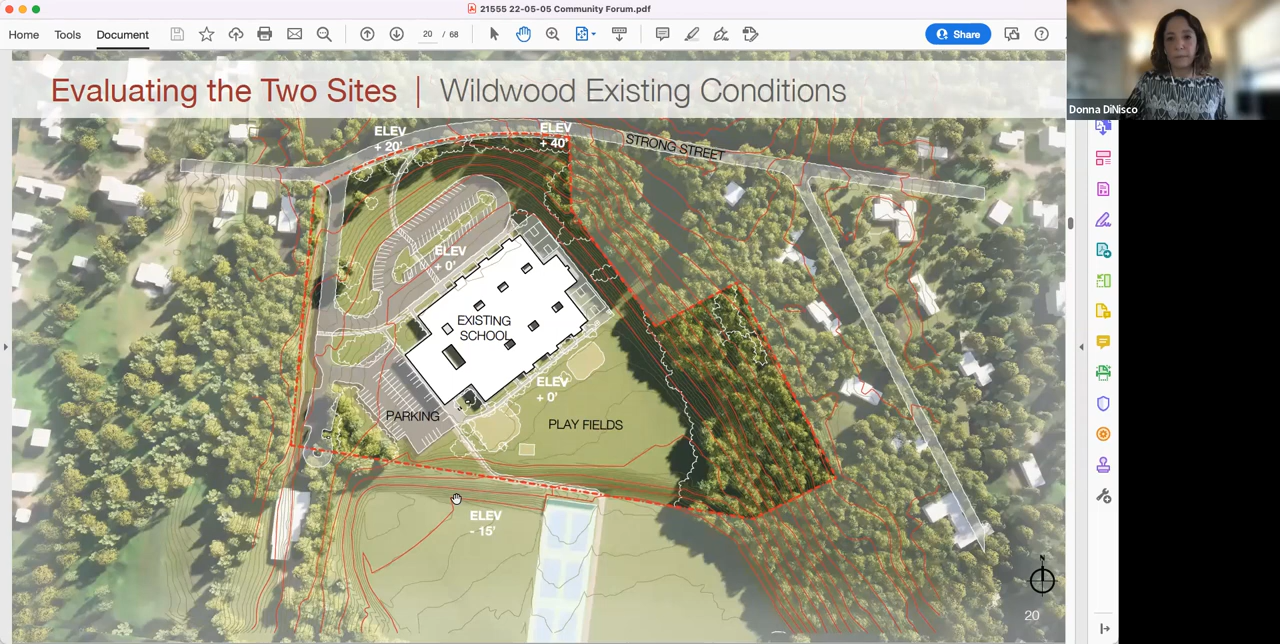 21555 22-05-05 Community Forum.pdf
Home Tools Document
20 / 68
Share
Evaluating the Two Sites | Wildwood Existing Conditions
Donna DiNisco
ELEV
+ 20'
ELEV
+ 40'
STRONG STREET
ELEV
+ 0'
EXISTING
SCHOOL
ELEV
+ 0'
PARKING
PLAY FIELDS
ELEV
- 15'
N
20